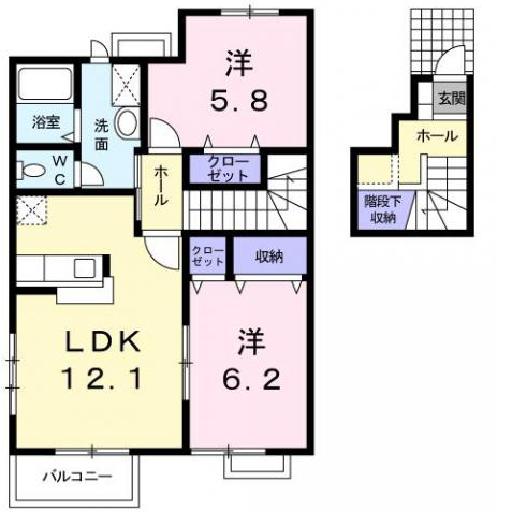 洋
5.8
浴室
洗
面
W
C
ホ
ー
ル
クロー
ゼット
クロー
ゼット
収納
LDK
12.1
洋
6.2
バルコニー
玄関
ホール
階段下
収納